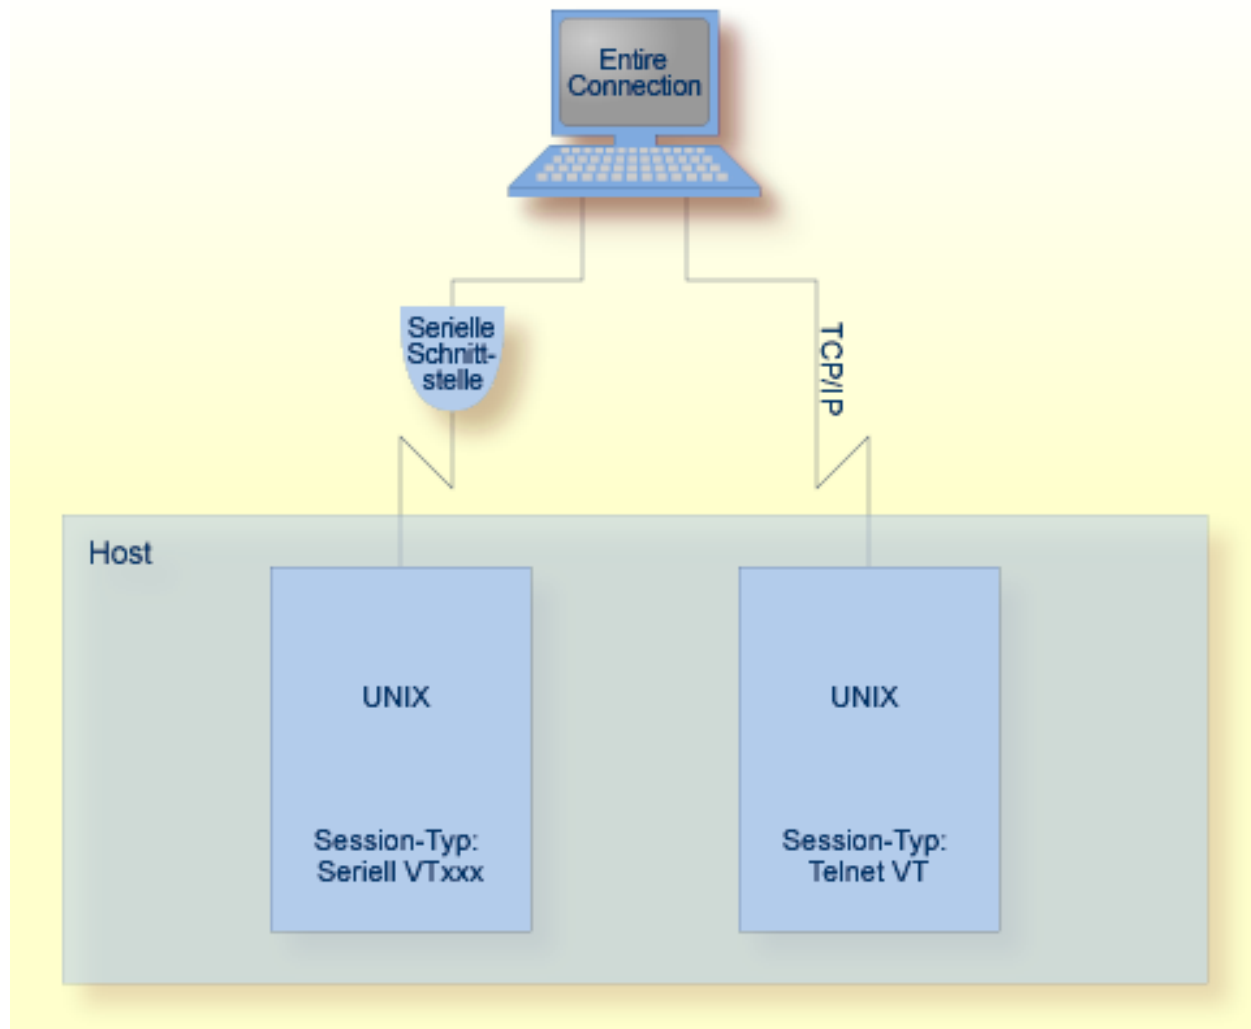 Entire
Connection
Serielle
Schnitt-
stelle
TCP/IP
Host
UNIX
Session-Typ:
Seriell VTxxx
UNIX
Session-Typ:
Telnet VT